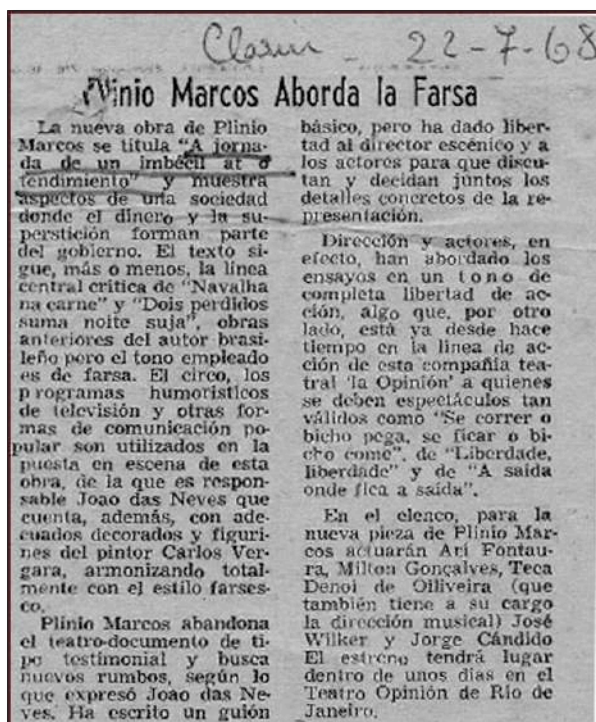 Clarín - 22-7-68
Plinio Marcos Aborda la Farsa
La nueva obra de Plinio
Marcos se titula "A jorna-
da de un imbécil at o
tendimiento" y muestra
aspectos de una sociedad
donde el dinero y la su-
perstición forman parte
del gobierno. El texto si-
gue, más o menos, la línea
central crítica de "Navalha
na carne" y "Dois perdidos
suma noite suja", obras
anteriores del autor brasi-
leño pero el tono empleado
es de farsa. El circo, los
programas humorísticos
de televisión y otras for-
mas de comunicación po-
pular son utilizados en la
puesta en escena de esta
obra, de la que es respon-
sable Joao das Neves que
cuenta, además, con ade-
cuados decorados y figuri-
nes del pintor Carlos Ver-
gara, armonizando total-
mente con el estilo farses-
co.
Plinio Marcos abandona
el teatro-documento de ti-
po testimonial y busca
nuevos rumbos, según lo
que expresó Joao das Ne-
ves. Ha escrito un guión
básico, pero ha dado liber-
tad al director escénico y a
los actores para que discu-
tan y decidan juntos los
detalles concretos de la re-
presentación.
Dirección y actores, en
efecto, han abordado los
ensayos en un tono de
completa libertad de ac-
ción, algo que, por otro
lado, está ya desde hace
tiempo en la línea de ac-
ción de esta compañía tea-
tral 'la Opinión' a quienes
se deben espectáculos tan
válidos como "Se correr o
bicho pega, se ficar o bi-
cho come", de "Liberdade,
liberdade" y de "A saida
onde fica a saida".
En el elenco, para la
nueva pieza de Plinio Mar-
cos actuarán Ari Fontau-
ra, Milton Gonçalves, Teca
Denoi de Oiliveira (que
también tiene a su cargo
la dirección musical) José
Wilker y Jorge Cándido
El estreno tendrá lugar
dentro de unos días en el
Teatro Opinión de Río de
Janeiro.